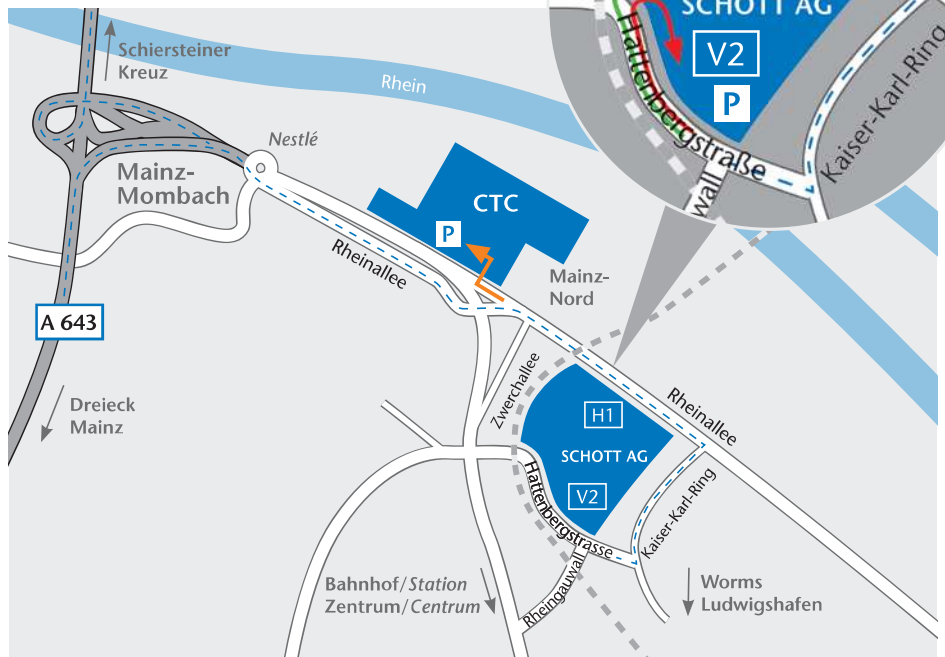 SCHOTT AG
V2
P
Hattenbergstraße
Kaiser-Karl-Ring
wall
Schiersteiner
Kreuz
Rhein
Nestlé
Mainz-
Mombach
CTC
P
Rheinallee
Mainz-
Nord
A 643
Zwerchallee
Rheinallee
Dreieck
Mainz
H1
SCHOTT AG
V2
Hattenbergstrasse
Kaiser-Karl-Ring
Rheingauwall
Bahnhof/Station
Zentrum/Centrum
Worms
Ludwigshafen